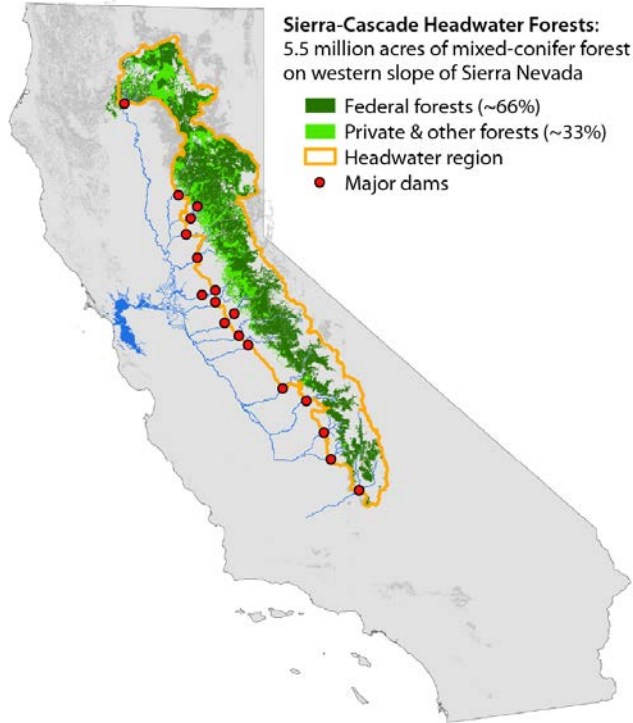 Sierra-Cascade Headwater Forests:
5.5 million acres of mixed-conifer forest
on western slope of Sierra Nevada
Federal forests (~66%)
Private & other forests (~33%)
Headwater region
Major dams